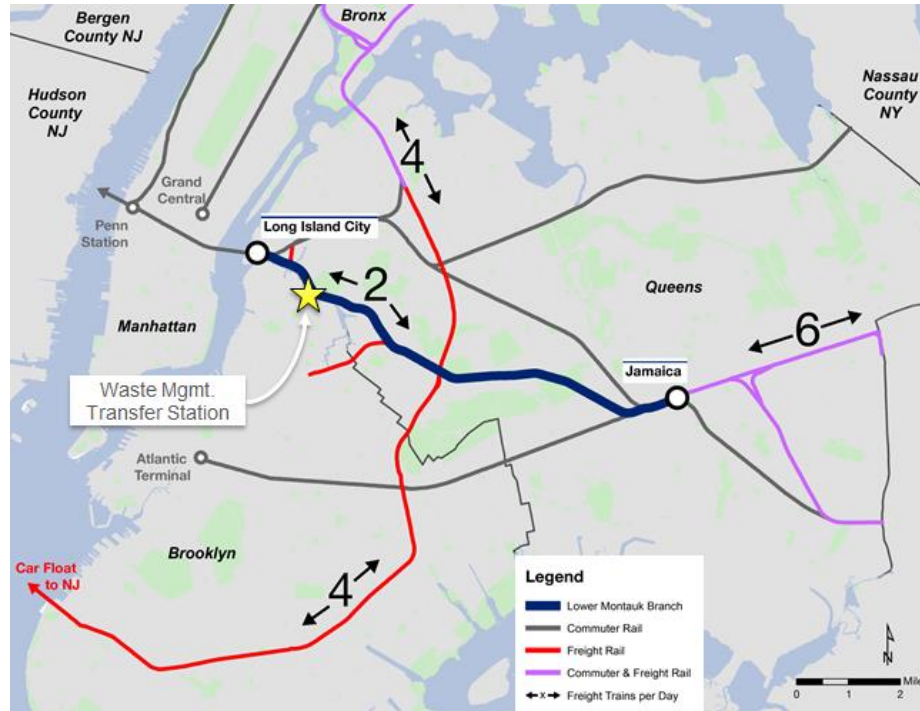 Bergen
County NJ
Bronx
Hudson
County
NJ
Nassau
County
NY
4
Grand
Central
Penn
Station
Long Island City
2
Queens
Manhattan
6
Waste Mgmt.
Transfer Station
Jamaica
Atlantic
Terminal
Brooklyn
Car Float
to NJ
4
Legend
Lower Montauk Branch
Commuter Rail
Freight Rail
Commuter & Freight Rail
X Freight Trains per Day
N
Mile
0 1 2